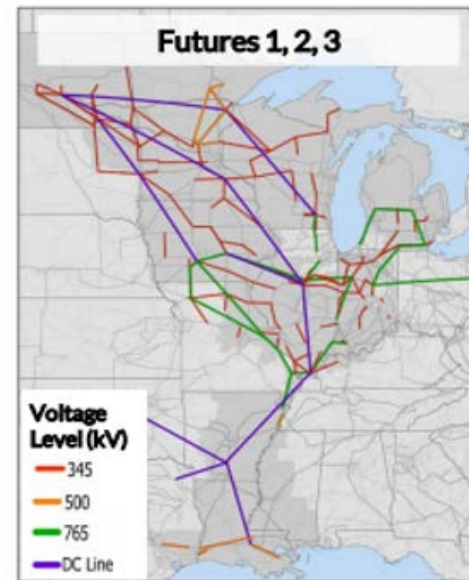 Futures 1, 2, 3
Voltage
Level (kV)
345
500
765
DC Line